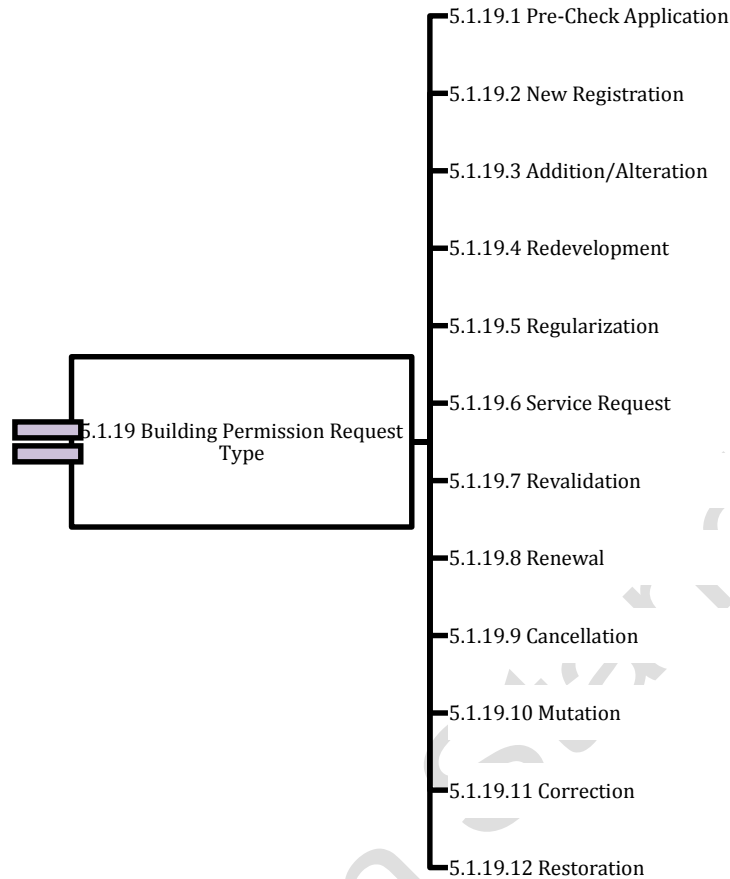 5.1.19.1 Pre-Check Application
5.1.19.2 New Registration
5.1.19.3 Addition/Alteration
5.1.19.4 Redevelopment
5.1.19.5 Regularization
5.1.19 Building Permission Request
Type
5.1.19.6 Service Request
5.1.19.7 Revalidation
5.1.19.8 Renewal
5.1.19.9 Cancellation
5.1.19.10 Mutation
5.1.19.11 Correction
5.1.19.12 Restoration